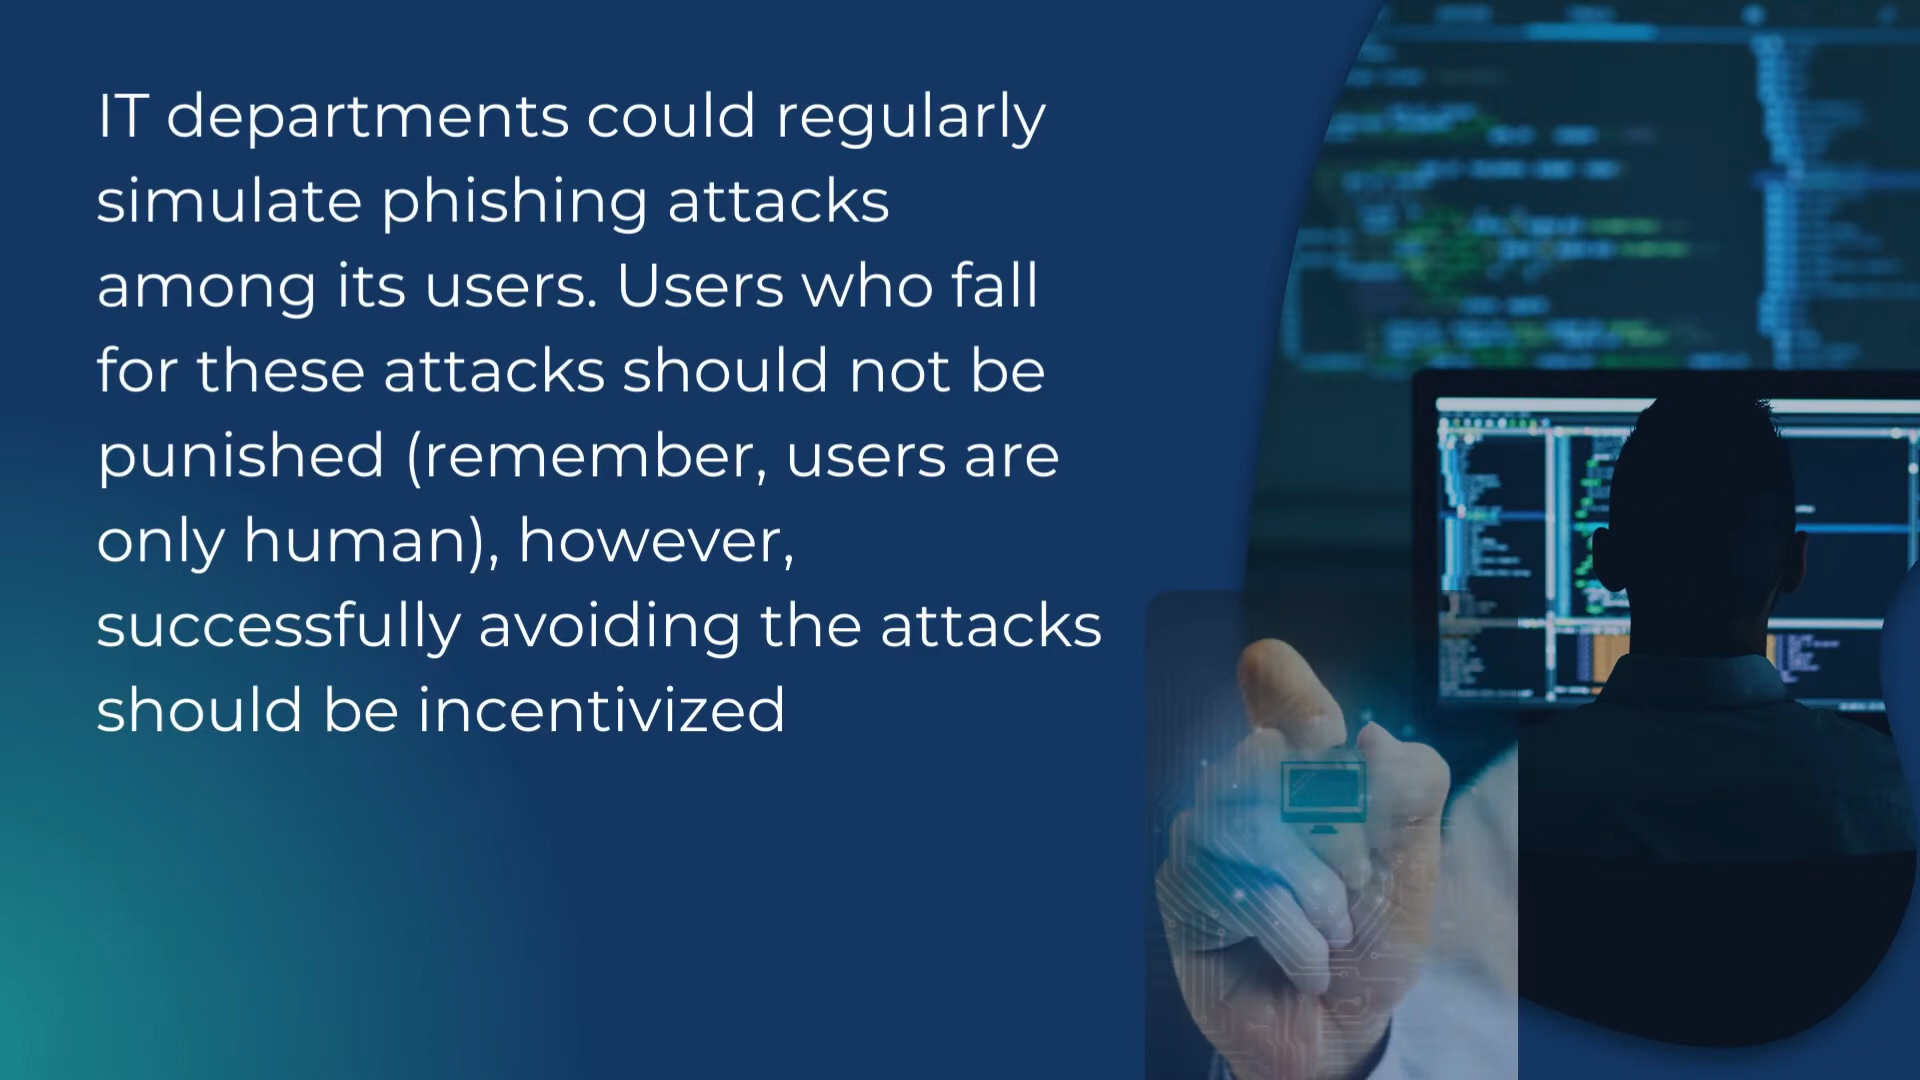 IT departments could regularly
simulate phishing attacks
among its users. Users who fall
for these attacks should not be
punished (remember, users are
only human), however,
successfully avoiding the attacks
should be incentivized